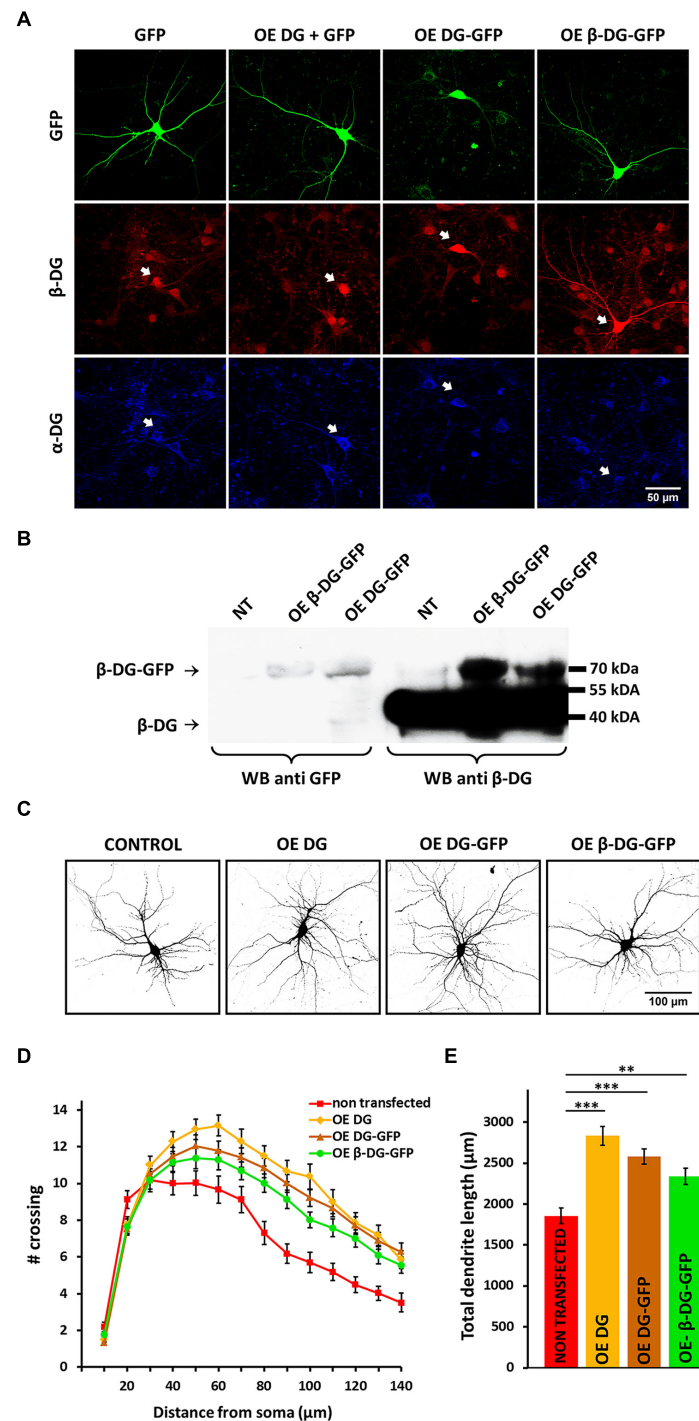 A
GFP OE DG + GFP OE DG-GFP OE β-DG-GFP
GFP
β-DG
α-DG
50 µm
B
NT OE β-DG-GFP OE DG-GFP NT OE β-DG-GFP OE DG-GFP
β-DG-GFP →
β-DG →
70 kDa
55 kDA
40 kDA
WB anti GFP WB anti β-DG
C
CONTROL OE DG OE DG-GFP OE β-DG-GFP
100 µm
D
# crossing
14
12
10
8
6
4
2
0
non transfected
OE DG
OE DG-GFP
OE β-DG-GFP
20 40 60 80 100 120 140
Distance from soma (µm)
E
**
***
***
Total dendrite length (µm)
3000
2500
2000
1500
1000
500
0
NON TRANSFECTED
OE DG
OE DG-GFP
OE- β-DG-GFP